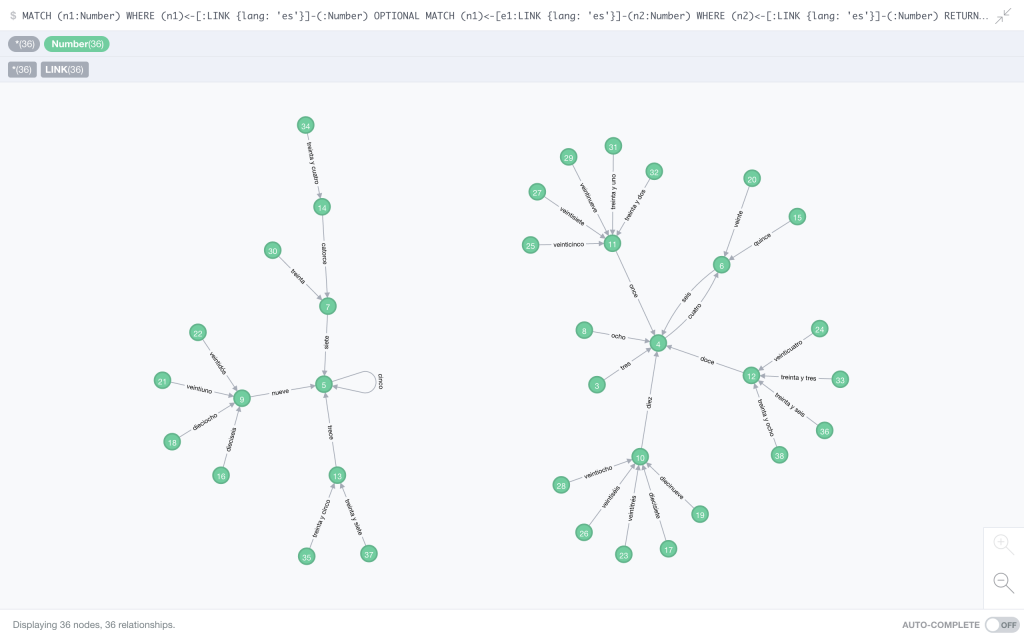 $ MATCH (n1:Number) WHERE (n1)<-[:LINK {lang: 'es'}]-(:Number) OPTIONAL MATCH (n1)<-[e1:LINK {lang: 'es'}]-(n2:Number) WHERE (n2)<-[:LINK {lang: 'es'}]-(:Number) RETURN…
*(36) Number(36)
*(36) LINK(36)
34
treinta y cuatro
14
catorce
30
treinta
7
siete
22
veintidós
21
veintiuno
9
nueve
5
cinco
18
dieciocho
16
dieciséis
trece
13
treinta y cinco
treinta y siete
35
37
31
29
32
27
veintinueve
treinta y uno
treinta y dos
veintisiete
25
veinticinco
11
once
20
15
veinte
quince
6
seis
cuatro
8
ocho
4
tres
3
doce
12
24
veinticuatro
treinta y tres
33
treinta y seis
36
treinta y ocho
38
diez
10
28
veintiocho
26
veintiséis
23
veintitrés
diecisiete
17
diecinueve
19
Displaying 36 nodes, 36 relationships.
AUTO-COMPLETE OFF